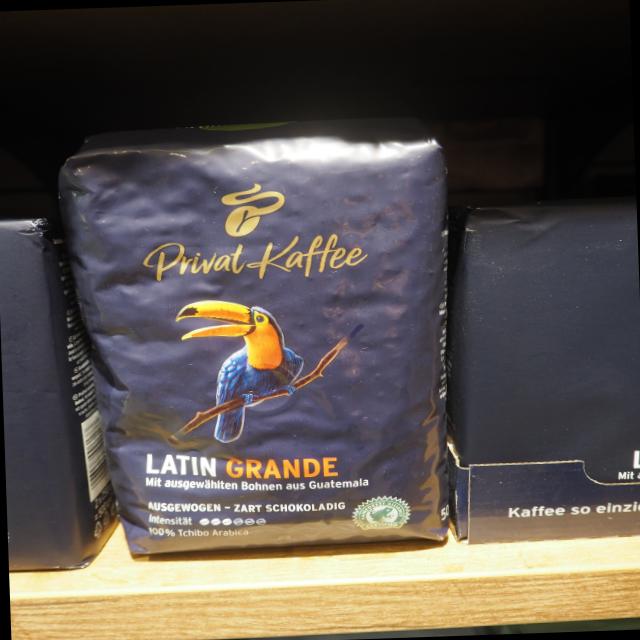 Privat Kaffee
LATIN GRANDE
Mit ausgewählten Bohnen aus Guatemala
AUSGEWOGEN – ZART SCHOKOLADIG
Intensität
100% Tchibo Arabica
Kaffee so einzi
Mit a